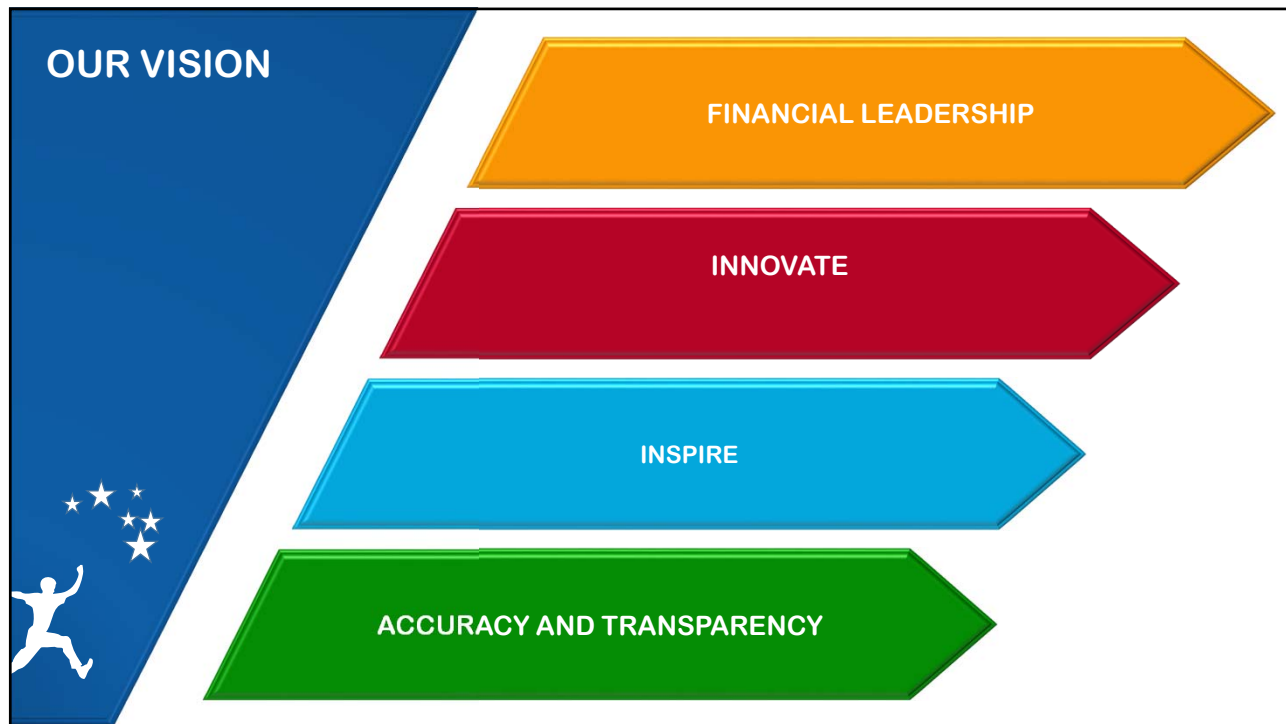 OUR VISION
FINANCIAL LEADERSHIP
INNOVATE
INSPIRE
ACCURACY AND TRANSPARENCY